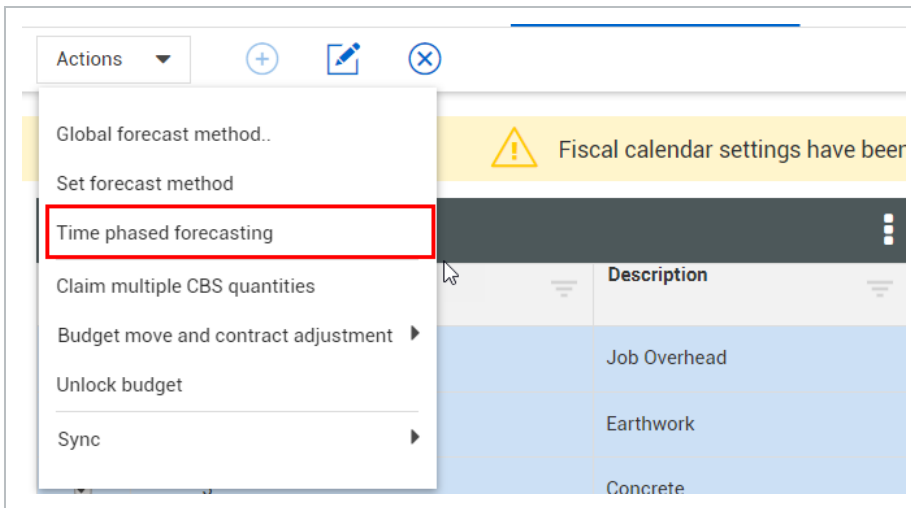 Actions
Fiscal calendar settings have been
Global forecast method..
Set forecast method
Time phased forecasting
Claim multiple CBS quantities
Budget move and contract adjustment
Unlock budget
Sync
Description
Job Overhead
Earthwork
Concrete